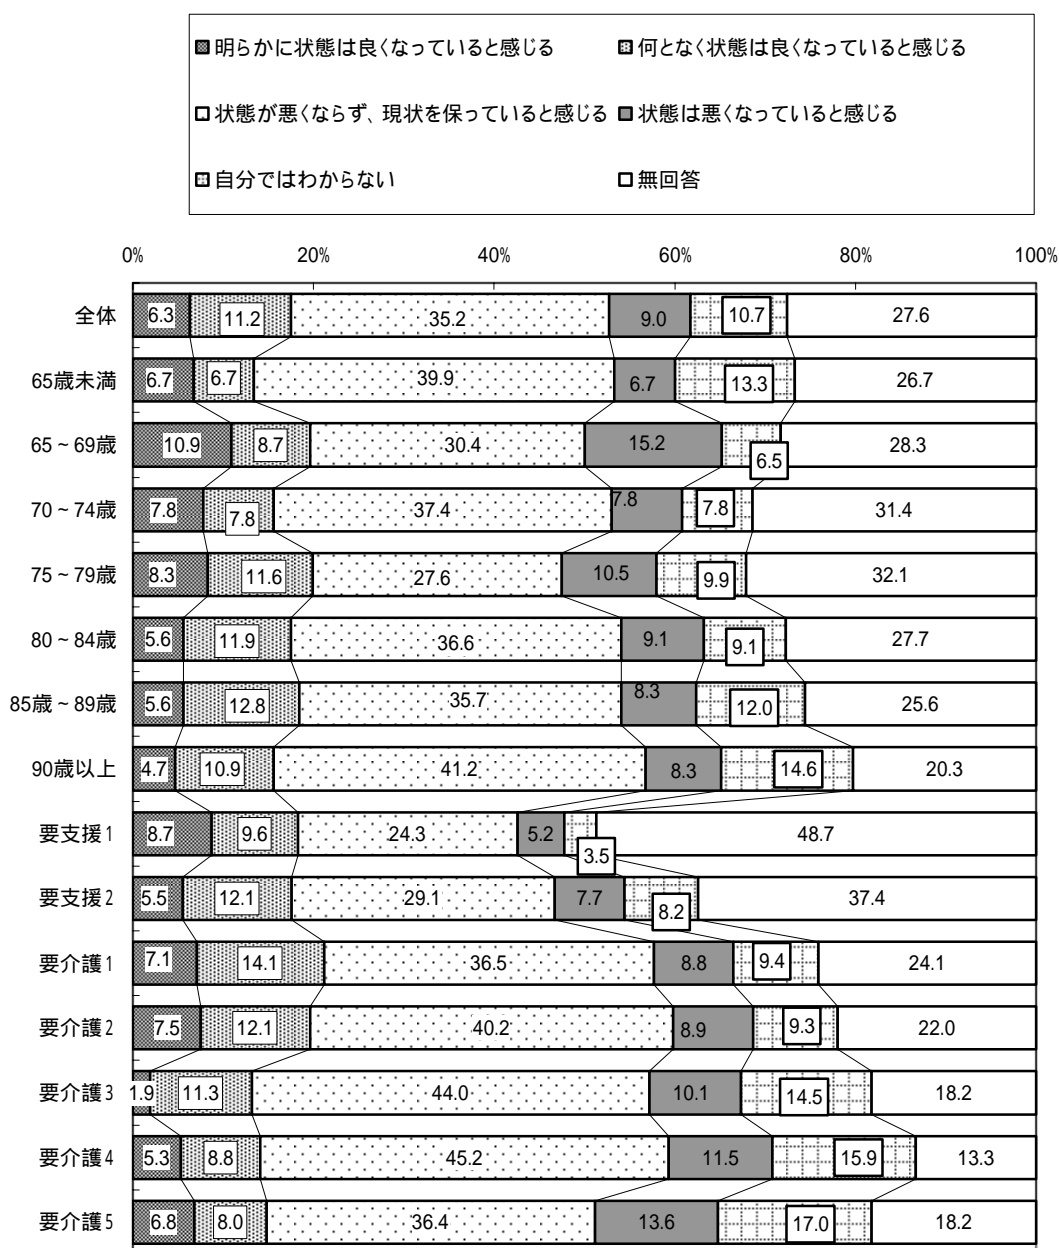 明らかに状態は良くなっていると感じる 何となく状態は良くなっていると感じる
状態が悪くならず、現状を保っていると感じる 状態は悪くなっていると感じる
自分ではわからない 無回答
0% 20% 40% 60% 80% 100%
全体 6.3 11.2 35.2 9.0 10.7 27.6
65歳未満 6.7 6.7 39.9 6.7 13.3 26.7
65~69歳 10.9 8.7 30.4 15.2 6.5 28.3
70~74歳 7.8 7.8 37.4 7.8 7.8 31.4
75~79歳 8.3 11.6 27.6 10.5 9.9 32.1
80~84歳 5.6 11.9 36.6 9.1 9.1 27.7
85歳~89歳 5.6 12.8 35.7 8.3 12.0 25.6
90歳以上 4.7 10.9 41.2 8.3 14.6 20.3
要支援1 8.7 9.6 24.3 5.2 3.5 48.7
要支援2 5.5 12.1 29.1 7.7 8.2 37.4
要介護1 7.1 14.1 36.5 8.8 9.4 24.1
要介護2 7.5 12.1 40.2 8.9 9.3 22.0
要介護3 1.9 11.3 44.0 10.1 14.5 18.2
要介護4 5.3 8.8 45.2 11.5 15.9 13.3
要介護5 6.8 8.0 36.4 13.6 17.0 18.2